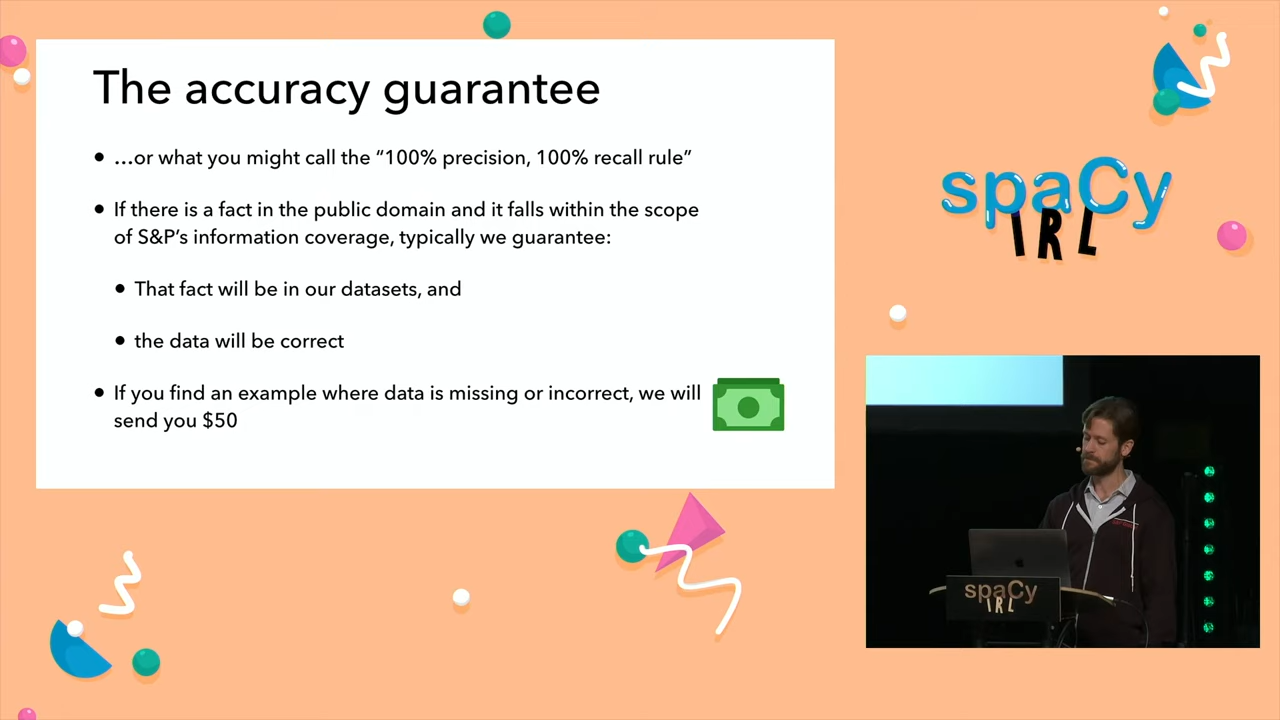 The accuracy guarantee
• ...or what you might call the “100% precision, 100% recall rule”
• If there is a fact in the public domain and it falls within the scope
of S&P’s information coverage, typically we guarantee:
• That fact will be in our datasets, and
• the data will be correct
• If you find an example where data is missing or incorrect, we will
send you $50
spaCy
IRL
spaCy
IRL